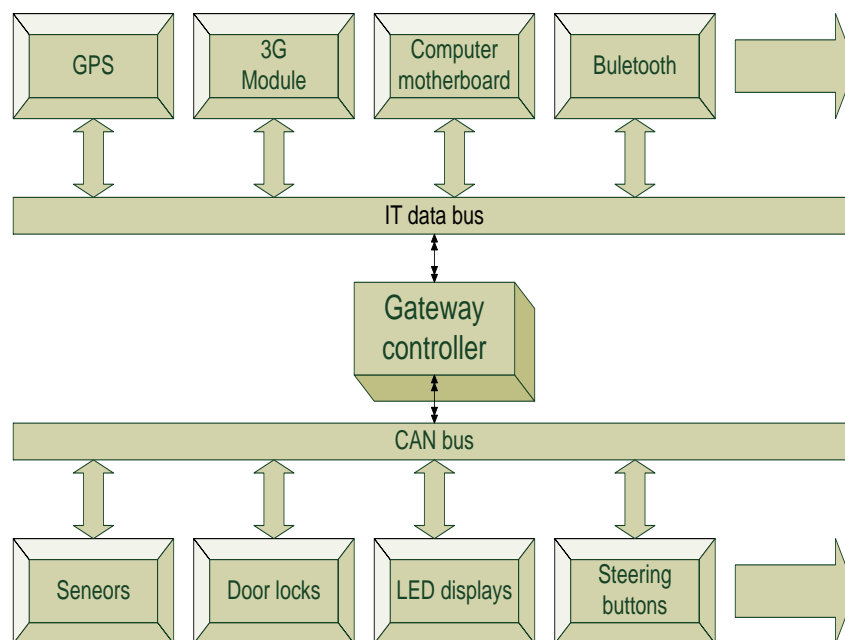 GPS
3G
Module
Computer
motherboard
Buletooth
IT data bus
Gateway
controller
CAN bus
Seneors
Door locks
LED displays
Steering
buttons